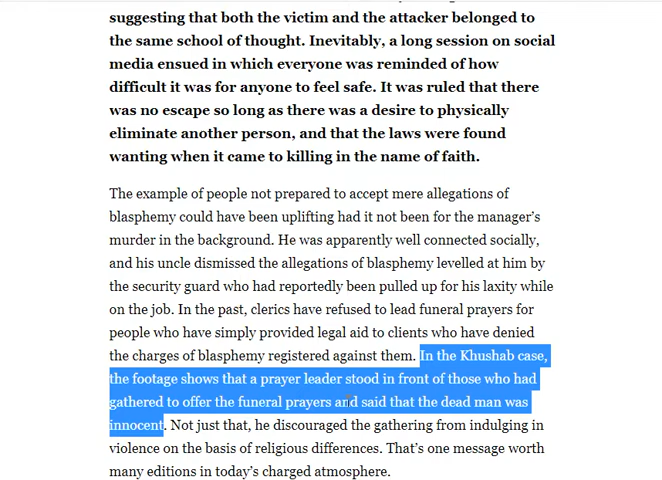 suggesting that both the victim and the attacker belonged to
the same school of thought. Inevitably, a long session on social
media ensued in which everyone was reminded of how
difficult it was for anyone to feel safe. It was ruled that there
was no escape so long as there was a desire to physically
eliminate another person, and that the laws were found
wanting when it came to killing in the name of faith.
The example of people not prepared to accept mere allegations of
blasphemy could have been uplifting had it not been for the manager’s
murder in the background. He was apparently well connected socially,
and his uncle dismissed the allegations of blasphemy levelled at him by
the security guard who had reportedly been pulled up for his laxity while
on the job. In the past, clerics have refused to lead funeral prayers for
people who have simply provided legal aid to clients who have denied
the charges of blasphemy registered against them. In the Khushab case,
the footage shows that a prayer leader stood in front of those who had
gathered to offer the funeral prayers and said that the dead man was
innocent. Not just that, he discouraged the gathering from indulging in
violence on the basis of religious differences. That’s one message worth
many editions in today’s charged atmosphere.